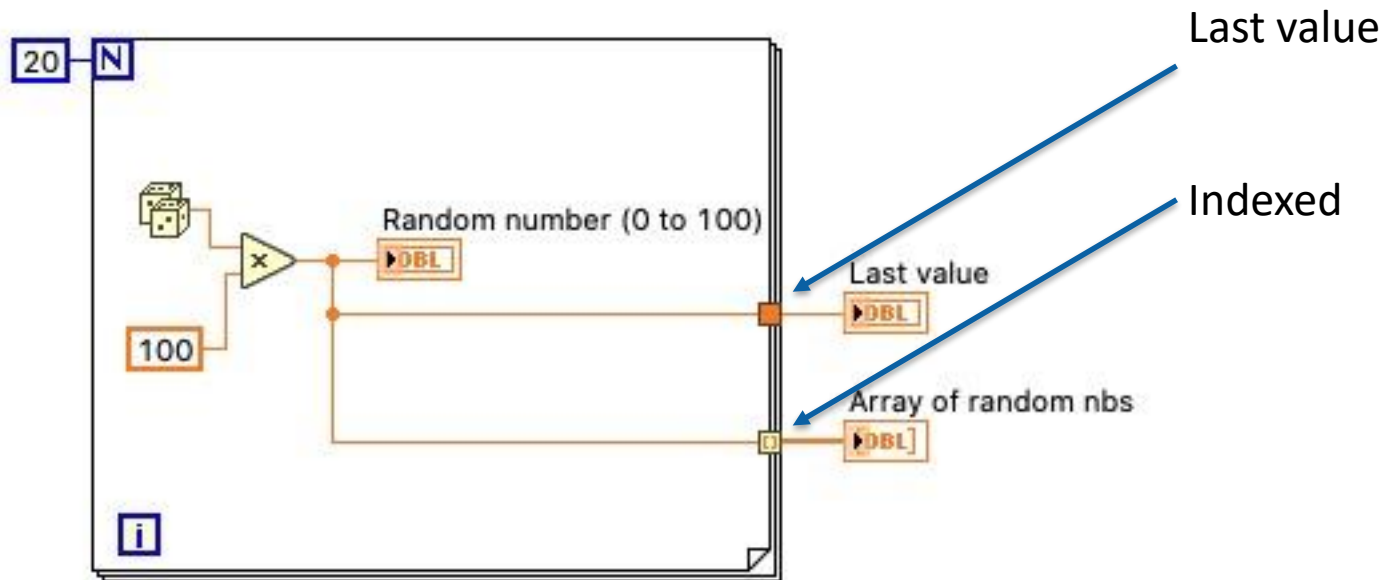 Last value
20
N
Indexed
Random number (0 to 100)
×
DBL
Last value
DBL
100
Array of random nbs
[DBL]
[]
i